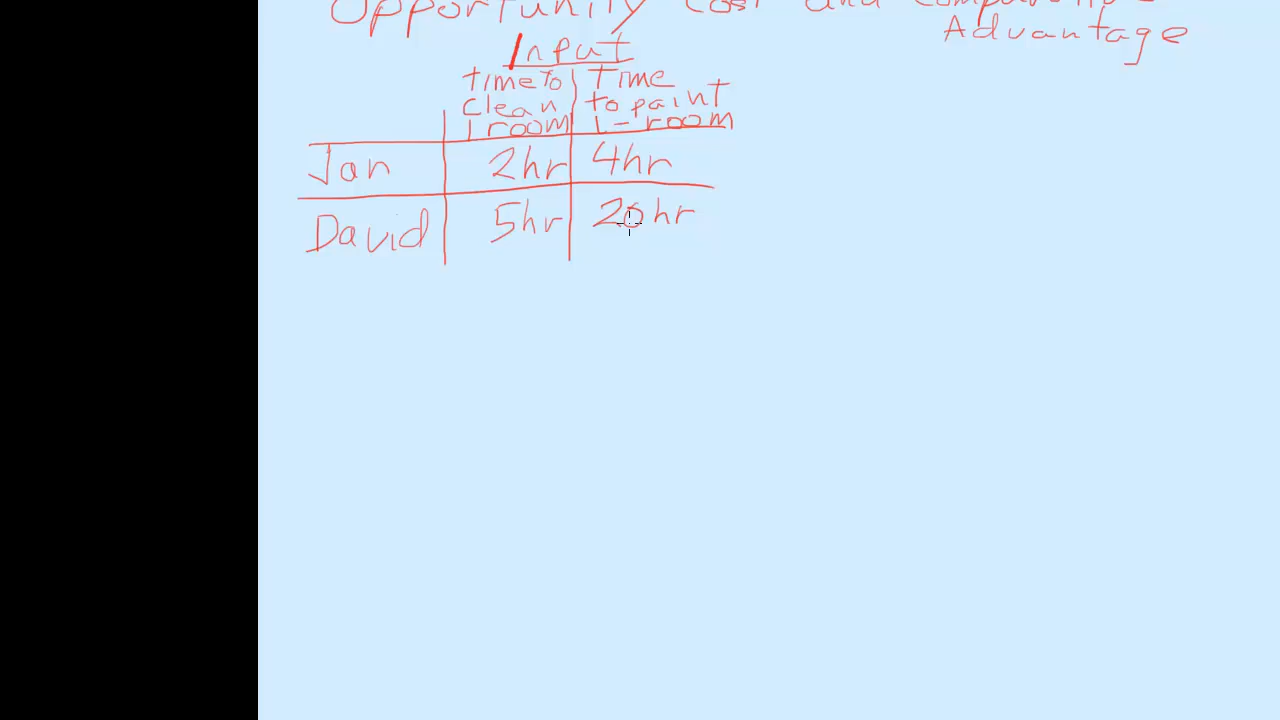 Opportunity Cost and Comparative
Advantage
Input
time to clean 1 room
Time to paint 1-room
Jan 2hr 4hr
David 5hr 20hr